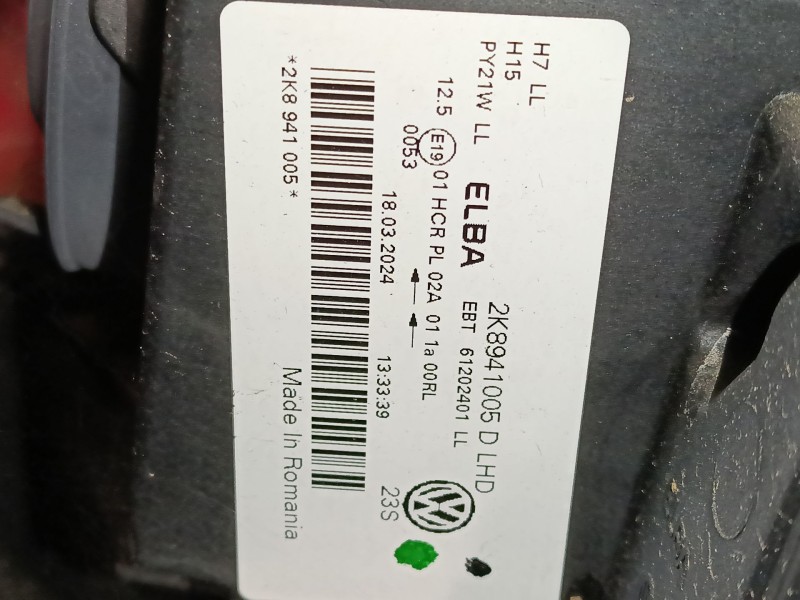 H7 LL
H15
PY21W LL
2K8941005 D LHD
ELBA
EBT 61202401 LL
12.5 E19 01 HCR PL 02A 01 1a 00RL
0053
18.03.2024 13:33:39 23S
*2K8 941 005*
Made In Romania